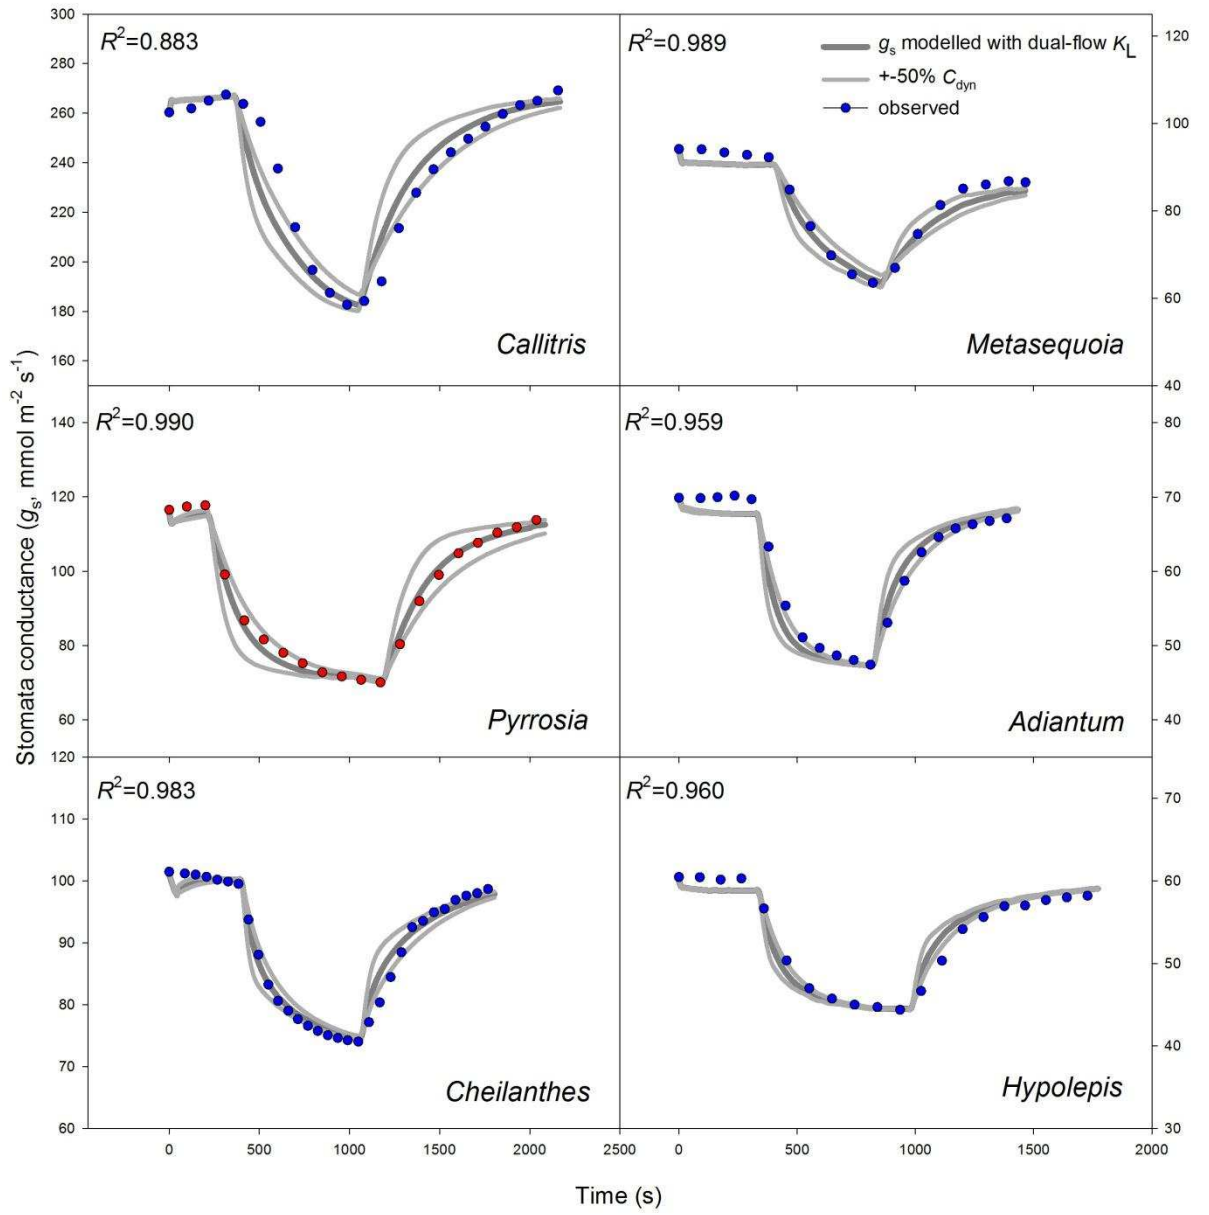 300
280
260
240
220
200
180
160
R²=0.883
Callitris
R²=0.989
gₛ modelled with dual-flow K_L
+-50% C_dyn
observed
Metasequoia
120
100
80
60
40
Stomata conductance (gₛ, mmol m⁻² s⁻¹)
140
120
100
80
60
R²=0.990
Pyrrosia
R²=0.959
Adiantum
80
70
60
50
40
120
110
100
90
80
70
60
R²=0.983
Cheilanthes
R²=0.960
Hypolepis
70
60
50
40
30
0 500 1000 1500 2000 2500
0 500 1000 1500 2000
Time (s)